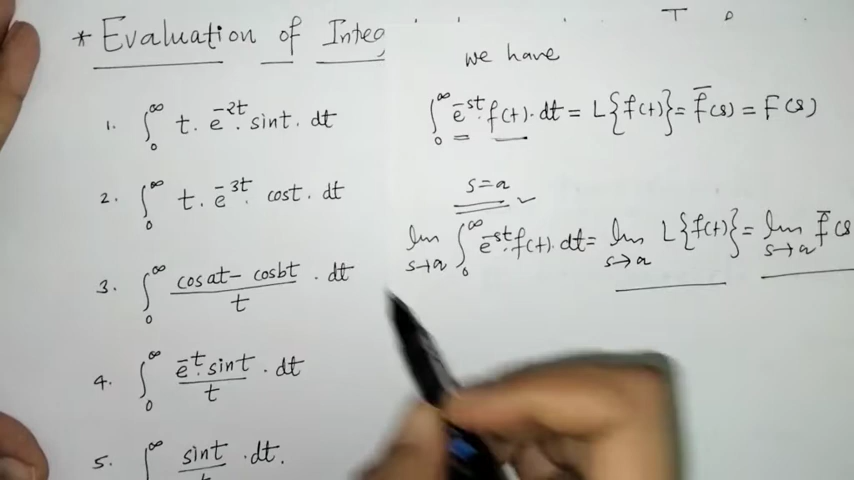 * Evaluation of Integ
1. ∫₀^∞ t. e^{-2t}. sint. dt
2. ∫₀^∞ t. e^{-3t}. cost. dt
3. ∫₀^∞ (cosat - cosbt)/t . dt
4. ∫₀^∞ (e^{-t}. sint)/t . dt
5. ∫^∞ sint/t .dt.
we have
∫₀^∞ e^{-st}. f(t). dt = L{f(t)} = f̄(s) = F(s)
s=a
lim_{s→a} ∫₀^∞ e^{-st}. f(t). dt = lim_{s→a} L{f(t)} = lim_{s→a} f̄(s